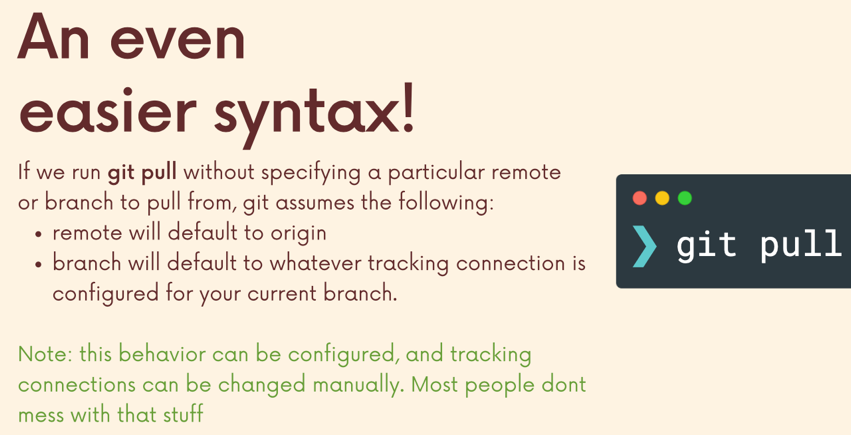 An even
easier syntax!
If we run git pull without specifying a particular remote
or branch to pull from, git assumes the following:
• remote will default to origin
• branch will default to whatever tracking connection is
configured for your current branch.
❯ git pull
Note: this behavior can be configured, and tracking
connections can be changed manually. Most people dont
mess with that stuff